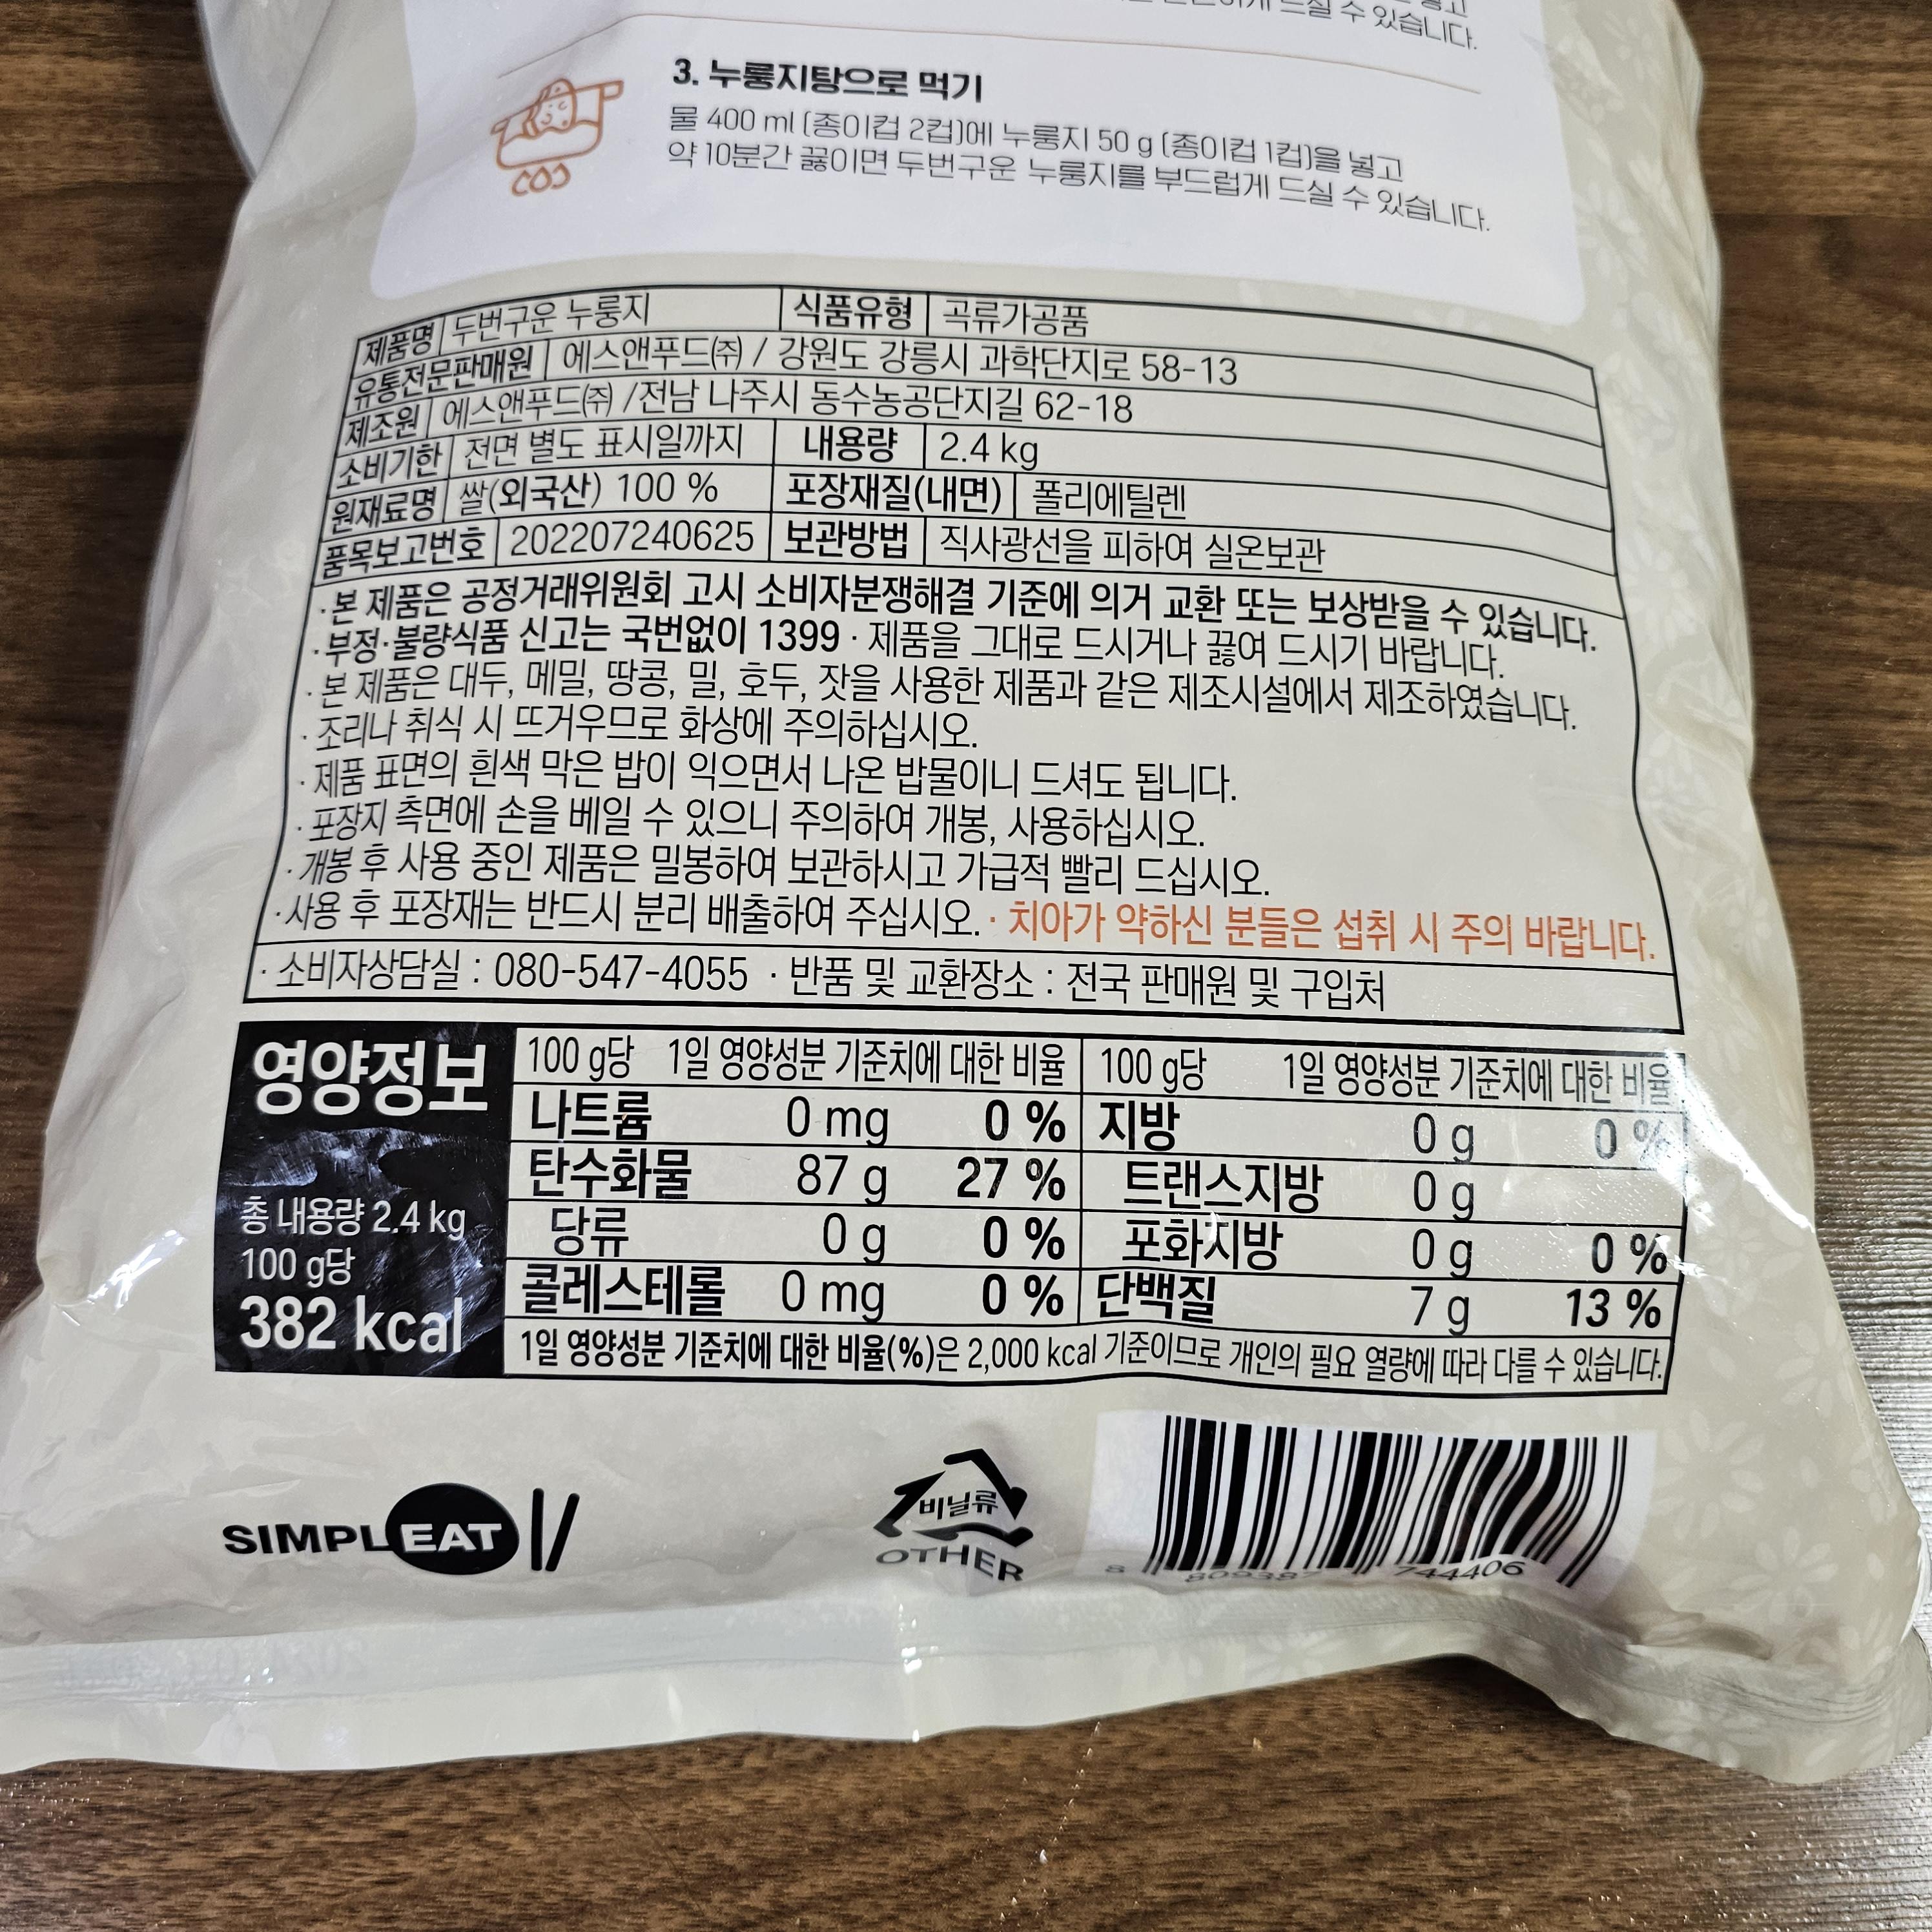 수 있습니다.
3. 누룽지탕으로 먹기
물 400 ml (종이컵 2컵)에 누룽지 50 g (종이컵 1컵)을 넣고
약 10분간 끓이면 두번구운 누룽지를 부드럽게 드실 수 있습니다.
제품명 두번구운 누룽지 식품유형 곡류가공품
유통전문판매원 에스앤푸드(주) / 강원도 강릉시 과학단지로 58-13
제조원 에스앤푸드(주) /전남 나주시 동수농공단지길 62-18
소비기한 전면 별도 표시일까지 내용량 2.4 kg
원재료명 쌀(외국산) 100 % 포장재질(내면) 폴리에틸렌
품목보고번호 202207240625 보관방법 직사광선을 피하여 실온보관
· 본 제품은 공정거래위원회 고시 소비자분쟁해결 기준에 의거 교환 또는 보상받을 수 있습니다.
· 부정·불량식품 신고는 국번없이 1399 · 제품을 그대로 드시거나 끓여 드시기 바랍니다.
· 본 제품은 대두, 메밀, 땅콩, 밀, 호두, 잣을 사용한 제품과 같은 제조시설에서 제조하였습니다.
· 조리나 취식 시 뜨거우므로 화상에 주의하십시오.
· 제품 표면의 흰색 막은 밥이 익으면서 나온 밥물이니 드셔도 됩니다.
· 포장지 측면에 손을 베일 수 있으니 주의하여 개봉, 사용하십시오.
· 개봉 후 사용 중인 제품은 밀봉하여 보관하시고 가급적 빨리 드십시오.
· 사용 후 포장재는 반드시 분리 배출하여 주십시오. · 치아가 약하신 분들은 섭취 시 주의 바랍니다.
· 소비자상담실 : 080-547-4055 · 반품 및 교환장소 : 전국 판매원 및 구입처
영양정보
총 내용량 2.4 kg
100 g당
382 kcal
100 g당 1일 영양성분 기준치에 대한 비율 100 g당 1일 영양성분 기준치에 대한 비율
나트륨 0 mg 0 % 지방 0 g 0 %
탄수화물 87 g 27 % 트랜스지방 0 g
당류 0 g 0 % 포화지방 0 g 0 %
콜레스테롤 0 mg 0 % 단백질 7 g 13 %
1일 영양성분 기준치에 대한 비율(%)은 2,000 kcal 기준이므로 개인의 필요 열량에 따라 다를 수 있습니다.
SIMPLEAT
비닐류
OTHER
744406